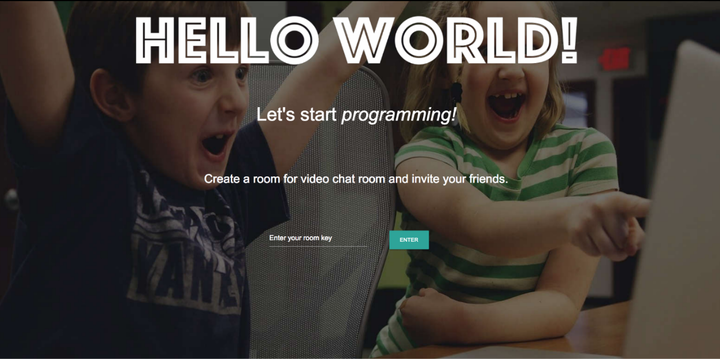 HELLO WORLD!
Let's start programming!
Create a room for video chat room and invite your friends.
Enter your room key
ENTER